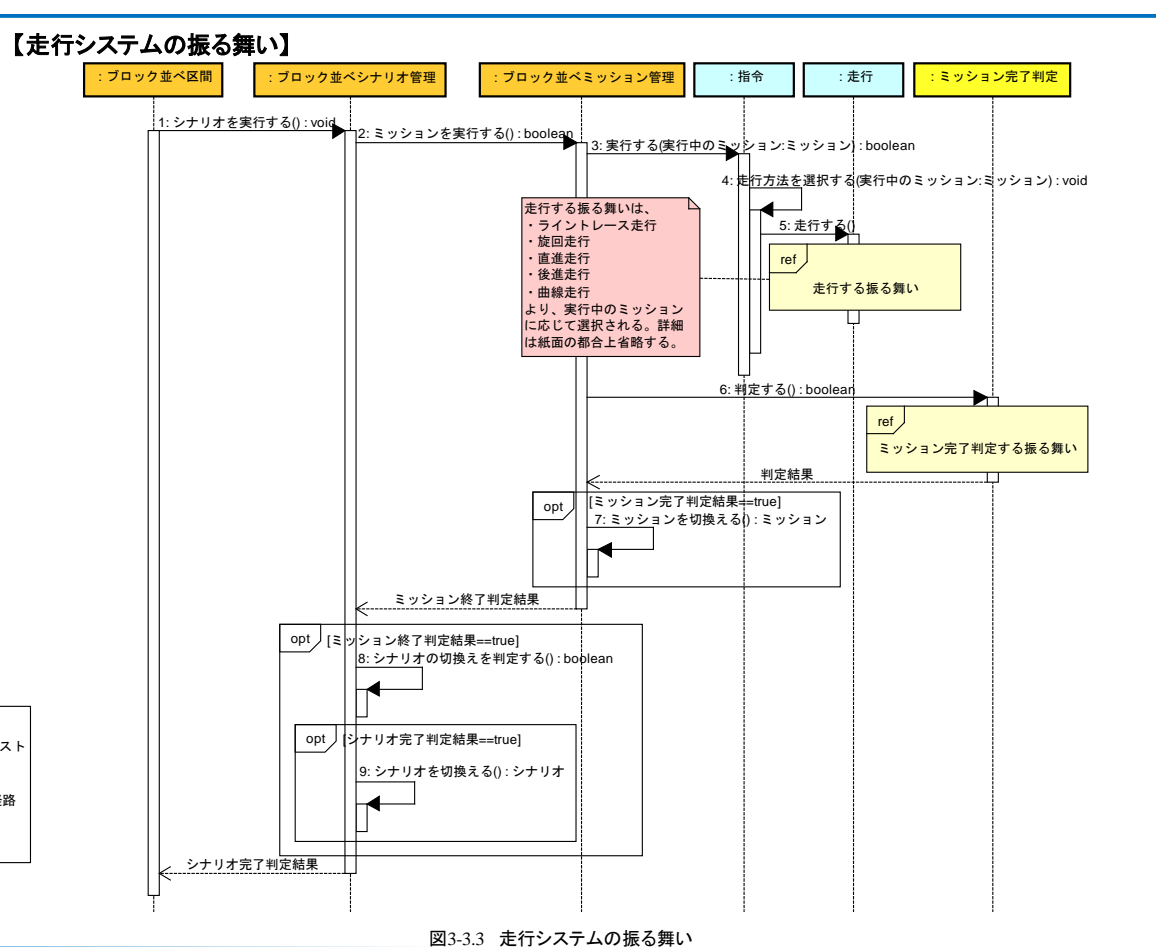 【走行システムの振る舞い】
: ブロック並べ区間
: ブロック並べシナリオ管理
: ブロック並べミッション管理
: 指令
: 走行
: ミッション完了判定
1: シナリオを実行する() : void
2: ミッションを実行する() : boolean
3: 実行する(実行中のミッション:ミッション) : boolean
4: 走行方法を選択する(実行中のミッション:ミッション) : void
走行する振る舞いは、
・ライントレース走行
・旋回走行
・直進走行
・後進走行
・曲線走行
より、実行中のミッション
に応じて選択される。詳細
は紙面の都合上省略する。
5: 走行する()
ref
走行する振る舞い
6: 判定する() : boolean
ref
ミッション完了判定する振る舞い
判定結果
opt
[ミッション完了判定結果==true]
7: ミッションを切換える() : ミッション
ミッション終了判定結果
opt
[ミッション終了判定結果==true]
8: シナリオの切換えを判定する() : boolean
opt
[シナリオ完了判定結果==true]
9: シナリオを切換える() : シナリオ
スト
路
シナリオ完了判定結果
図3-3.3 走行システムの振る舞い